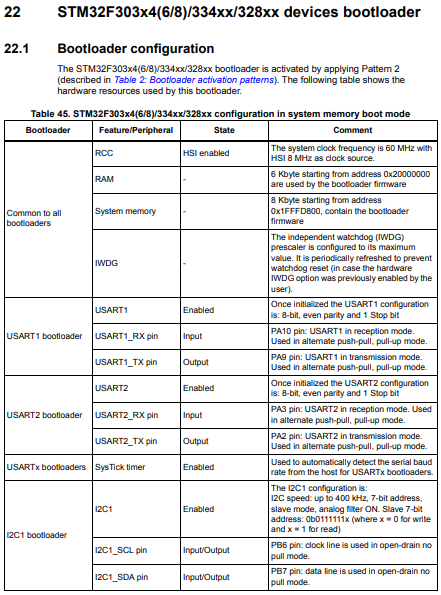 22 STM32F303x4(6/8)/334xx/328xx devices bootloader
22.1 Bootloader configuration
The STM32F303x4(6/8)/334xx/328xx bootloader is activated by applying Pattern 2
(described in Table 2: Bootloader activation patterns). The following table shows the
hardware resources used by this bootloader.
Table 45. STM32F303x4(6/8)/334xx/328xx configuration in system memory boot mode
Bootloader Feature/Peripheral State Comment
Common to all
bootloaders
RCC HSI enabled
The system clock frequency is 60 MHz with
HSI 8 MHz as clock source.
RAM -
6 Kbyte starting from address 0x20000000
are used by the bootloader firmware
System memory -
8 Kbyte starting from address
0x1FFFD800, contain the bootloader
firmware
IWDG -
The independent watchdog (IWDG)
prescaler is configured to its maximum
value. It is periodically refreshed to prevent
watchdog reset (in case the hardware
IWDG option was previously enabled by the
user).
USART1 bootloader
USART1 Enabled
Once initialized the USART1 configuration
is: 8-bit, even parity and 1 Stop bit
USART1_RX pin Input
PA10 pin: USART1 in reception mode.
Used in alternate push-pull, pull-up mode.
USART1_TX pin Output
PA9 pin: USART1 in transmission mode.
Used in alternate push-pull, pull-up mode.
USART2 bootloader
USART2 Enabled
Once initialized the USART2 configuration
is: 8-bit, even parity and 1 Stop bit
USART2_RX pin Input
PA3 pin: USART2 in reception mode. Used
in alternate push-pull, pull-up mode.
USART2_TX pin Output
PA2 pin: USART2 in transmission mode.
Used in alternate push-pull, pull-up mode.
USARTx bootloaders SysTick timer Enabled
Used to automatically detect the serial baud
rate from the host for USARTx bootloaders.
I2C1 bootloader
I2C1 Enabled
The I2C1 configuration is:
I2C speed: up to 400 kHz, 7-bit address,
slave mode, analog filter ON. Slave 7-bit
address: 0b0111111x (where x = 0 for write
and x = 1 for read)
I2C1_SCL pin Input/Output
PB6 pin: clock line is used in open-drain no
pull mode.
I2C1_SDA pin Input/Output
PB7 pin: data line is used in open-drain no
pull mode.